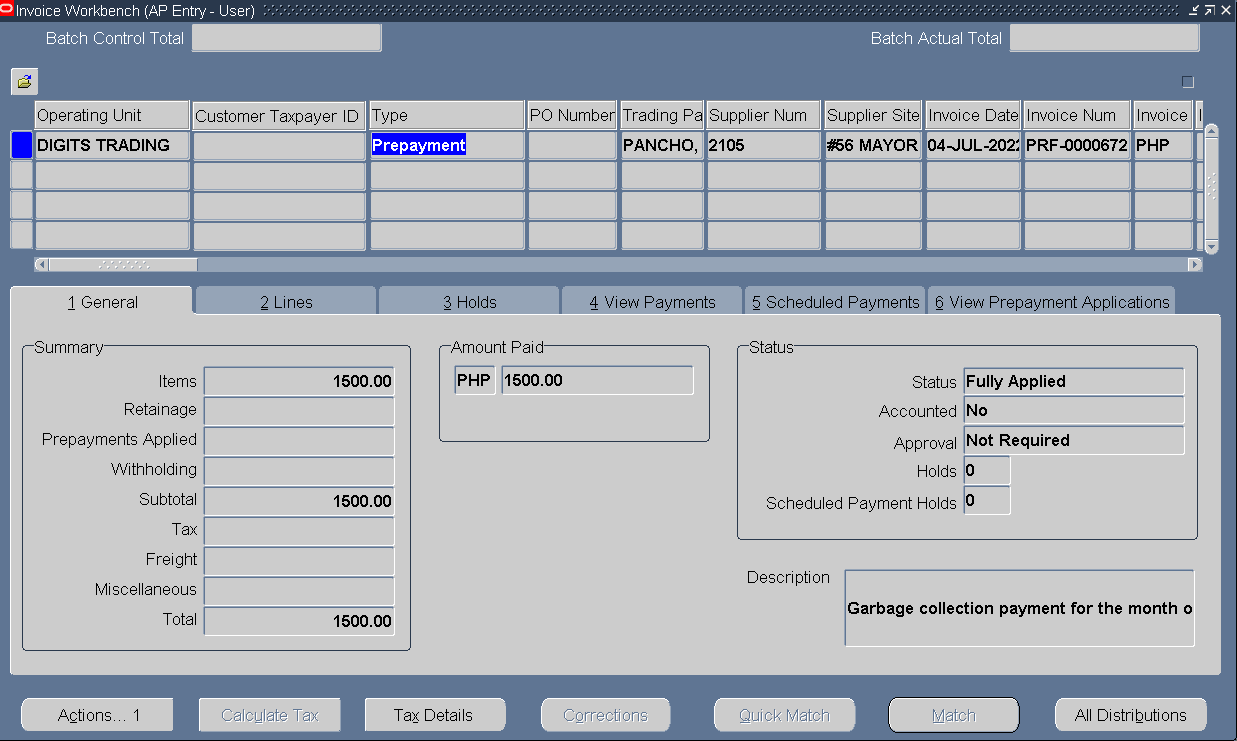 Invoice Workbench (AP Entry - User)
Batch Control Total Batch Actual Total
Operating Unit Customer Taxpayer ID Type PO Number Trading Pa Supplier Num Supplier Site Invoice Date Invoice Num Invoice
DIGITS TRADING Prepayment PANCHO, 2105 #56 MAYOR 04-JUL-2022 PRF-0000672 PHP
1 General 2 Lines 3 Holds 4 View Payments 5 Scheduled Payments 6 View Prepayment Applications
Summary Amount Paid Status
Items 1500.00 PHP 1500.00 Status Fully Applied
Retainage Accounted No
Prepayments Applied Approval Not Required
Withholding Holds 0
Subtotal 1500.00 Scheduled Payment Holds 0
Tax
Freight
Miscellaneous Description
Total 1500.00 Garbage collection payment for the month o
Actions... 1 Calculate Tax Tax Details Corrections Quick Match Match All Distributions